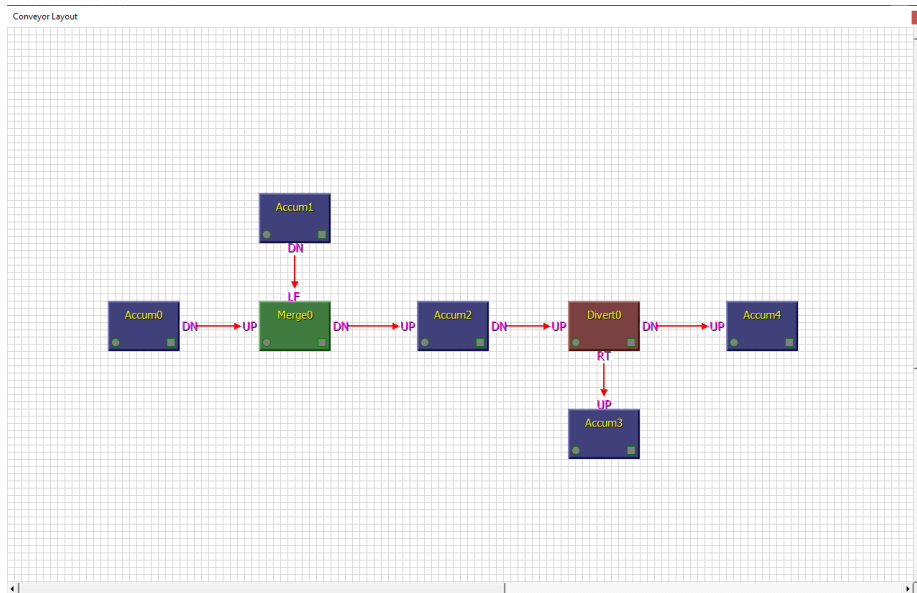 Conveyor Layout
Accum1
DN
LF
Accum0
DN
UP
Merge0
DN
UP
Accum2
DN
UP
Divert0
DN
UP
Accum4
RT
UP
Accum3